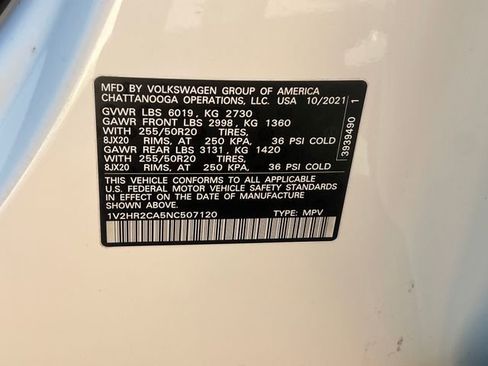 MFD BY VOLKSWAGEN GROUP OF AMERICA
CHATTANOOGA OPERATIONS, LLC. USA 10/2021
GVWR LBS 6019, KG 2730
GAWR FRONT LBS 2998, KG 1360
WITH 255/50R20 TIRES,
8JX20 RIMS, AT 250 KPA, 36 PSI COLD
GAWR REAR LBS 3131, KG 1420
WITH 255/50R20 TIRES,
8JX20 RIMS, AT 250 KPA, 36 PSI COLD
THIS VEHICLE CONFORMS TO ALL APPLICABLE
U.S. FEDERAL MOTOR VEHICLE SAFETY STANDARDS
IN EFFECT ON THE DATE OF MANUFACTURE SHOWN
ABOVE.
1V2HR2CA5NC507120 TYPE: MPV
3939490 1